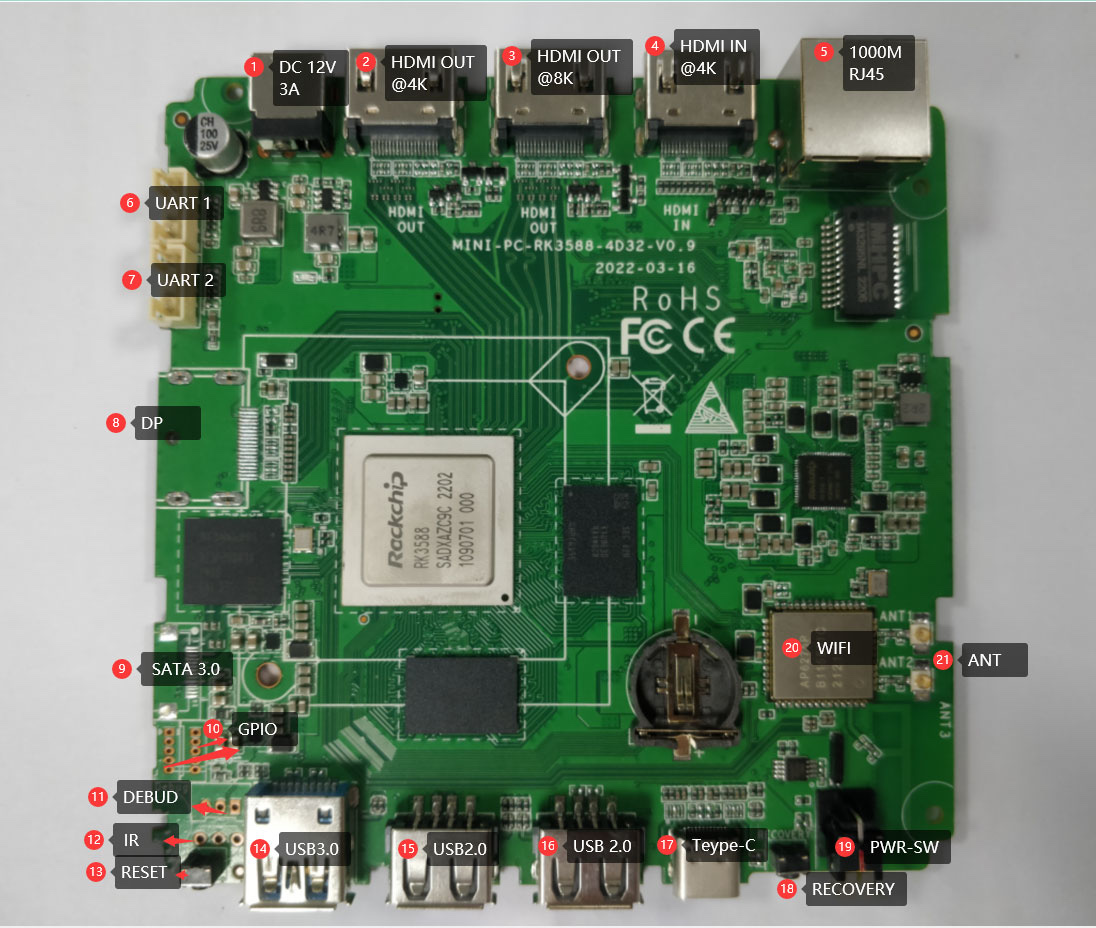 1 DC 12V
3A
2 HDMI OUT
@4K
3 HDMI OUT
@8K
4 HDMI IN
@4K
5 1000M
RJ45
CH
100
25V
6 UART 1
6R8
4R7
HDMI
OUT
HDMI
OUT
HDMI
IN
MINI-PC-RK3588-4D32-V0.9
2022-03-16
7 UART 2
RoHS
FC CE
2R2
8 DP
Rockchip
RK3588
SADXAZC9C 2202
1090701 000
ANT1
20 WIFI
ANT2
21 ANT
9 SATA 3.0
ANT3
10 GPIO
11 DEBUD
12 IR
13 RESET
14 USB3.0
15 USB2.0
16 USB 2.0
17 Teype-C
19 PWR-SW
18 RECOVERY